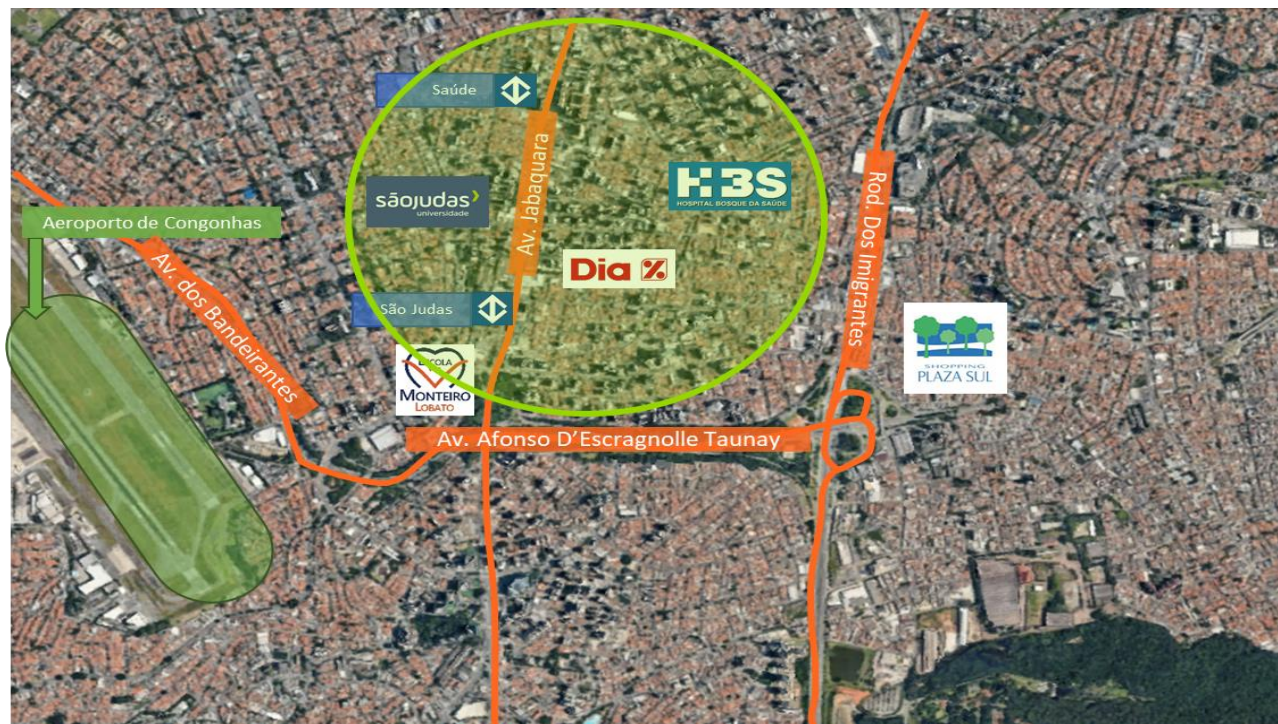 Saúde
Av. Jabaquara
Rod. Dos Imigrantes
HBS
HOSPITAL BOSQUE DA SAÚDE
sãojudas
universidade
Aeroporto de Congonhas
Av. dos Bandeirantes
Dia %
São Judas
ESCOLA
MONTEIRO
LOBATO
SHOPPING
PLAZA SUL
Av. Afonso D’Escragnolle Taunay